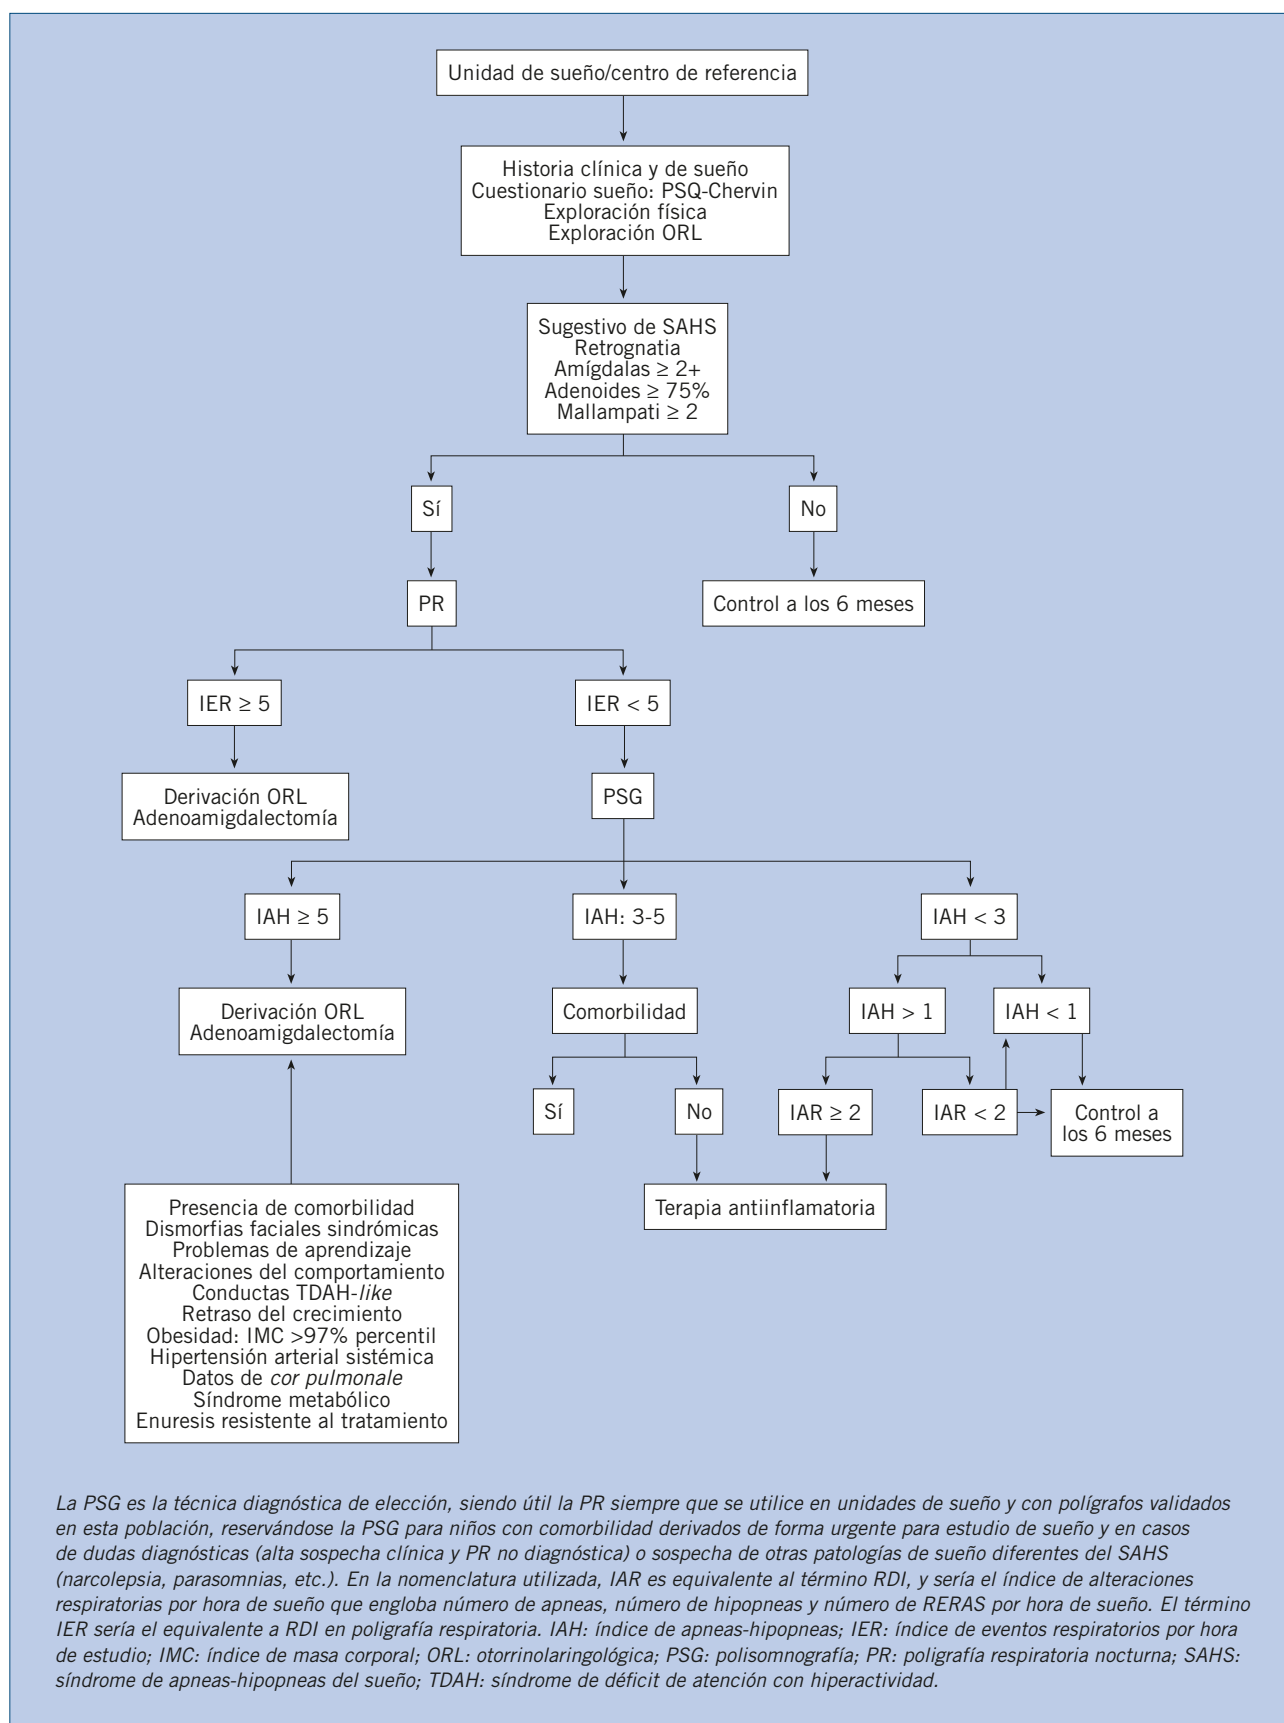 Unidad de sueño/centro de referencia
Historia clínica y de sueño
Cuestionario sueño: PSQ-Chervin
Exploración física
Exploración ORL
Sugestivo de SAHS
Retrognatia
Amígdalas ≥ 2+
Adenoides ≥ 75%
Mallampati ≥ 2
Sí
No
PR
Control a los 6 meses
IER ≥ 5
IER < 5
Derivación ORL
Adenoamigdalectomía
PSG
IAH ≥ 5
IAH: 3-5
IAH < 3
Derivación ORL
Adenoamigdalectomía
Comorbilidad
IAH > 1
IAH < 1
Sí
No
IAR ≥ 2
IAR < 2
Control a
los 6 meses
Terapia antiinflamatoria
Presencia de comorbilidad
Dismorfias faciales sindrómicas
Problemas de aprendizaje
Alteraciones del comportamiento
Conductas TDAH-like
Retraso del crecimiento
Obesidad: IMC >97% percentil
Hipertensión arterial sistémica
Datos de cor pulmonale
Síndrome metabólico
Enuresis resistente al tratamiento
La PSG es la técnica diagnóstica de elección, siendo útil la PR siempre que se utilice en unidades de sueño y con polígrafos validados
en esta población, reservándose la PSG para niños con comorbilidad derivados de forma urgente para estudio de sueño y en casos
de dudas diagnósticas (alta sospecha clínica y PR no diagnóstica) o sospecha de otras patologías de sueño diferentes del SAHS
(narcolepsia, parasomnias, etc.). En la nomenclatura utilizada, IAR es equivalente al término RDI, y sería el índice de alteraciones
respiratorias por hora de sueño que engloba número de apneas, número de hipopneas y número de RERAS por hora de sueño. El término
IER sería el equivalente a RDI en poligrafía respiratoria. IAH: índice de apneas-hipopneas; IER: índice de eventos respiratorios por hora
de estudio; IMC: índice de masa corporal; ORL: otorrinolaringológica; PSG: polisomnografía; PR: poligrafía respiratoria nocturna; SAHS:
síndrome de apneas-hipopneas del sueño; TDAH: síndrome de déficit de atención con hiperactividad.